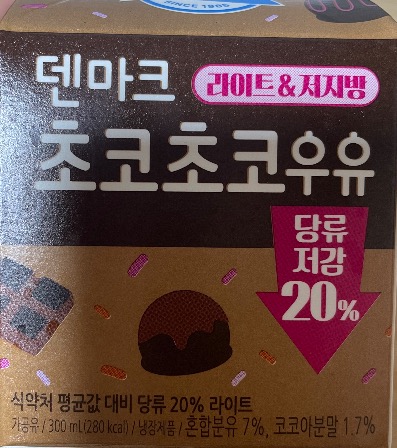 SINCE 1905
덴마크 라이트&저지방
초코초코우유
당류
저감
20%
식약처 평균값 대비 당류 20% 라이트
가공유 / 300 mL(280 kcal) / 냉장제품 / 혼합분유 7%, 코코아분말 1.7%